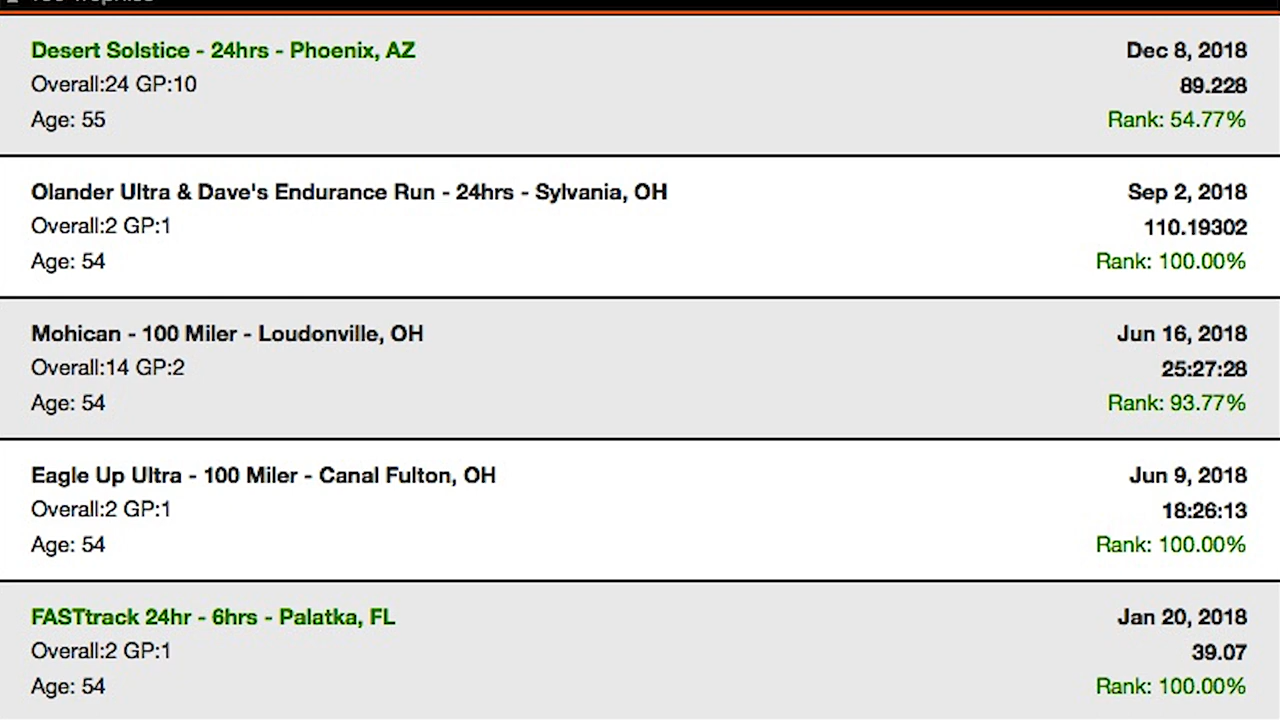 Desert Solstice - 24hrs - Phoenix, AZ Dec 8, 2018
Overall:24 GP:10 89.228
Age: 55 Rank: 54.77%
Olander Ultra & Dave's Endurance Run - 24hrs - Sylvania, OH Sep 2, 2018
Overall:2 GP:1 110.19302
Age: 54 Rank: 100.00%
Mohican - 100 Miler - Loudonville, OH Jun 16, 2018
Overall:14 GP:2 25:27:28
Age: 54 Rank: 93.77%
Eagle Up Ultra - 100 Miler - Canal Fulton, OH Jun 9, 2018
Overall:2 GP:1 18:26:13
Age: 54 Rank: 100.00%
FASTtrack 24hr - 6hrs - Palatka, FL Jan 20, 2018
Overall:2 GP:1 39.07
Age: 54 Rank: 100.00%